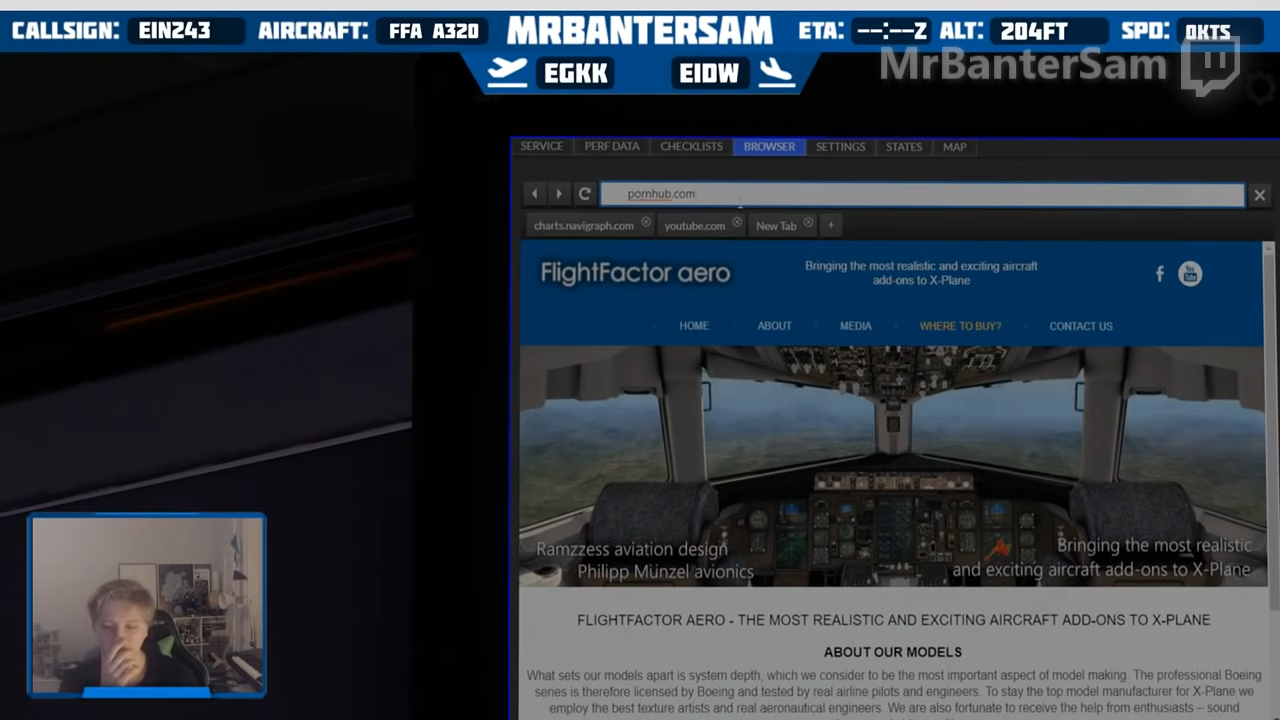 CALLSIGN: EIN243 AIRCRAFT: FFA A320 MRBANTERSAM ETA: --:--Z ALT: 204FT SPD: 0KTS
EGKK EIDW
MrBanterSam
SERVICE PERF DATA CHECKLISTS BROWSER SETTINGS STATES MAP
pornhub.com
charts.navigraph.com youtube.com New Tab +
FlightFactor aero
Bringing the most realistic and exciting aircraft
add-ons to X-Plane
f You Tube
HOME ABOUT MEDIA WHERE TO BUY? CONTACT US
Ramzzess aviation design
Philipp Münzel avionics
Bringing the most realistic
and exciting aircraft add-ons to X-Plane
FLIGHTFACTOR AERO - THE MOST REALISTIC AND EXCITING AIRCRAFT ADD-ONS TO X-PLANE
ABOUT OUR MODELS
What sets our models apart is system depth, which we consider to be the most important aspect of model making. The professional Boeing
series is therefore licensed by Boeing and tested by real airline pilots and engineers. To stay the top model manufacturer for X-Plane we
employ the best texture artists and real aeronautical engineers. We are also fortunate to receive the help from enthusiasts – sound